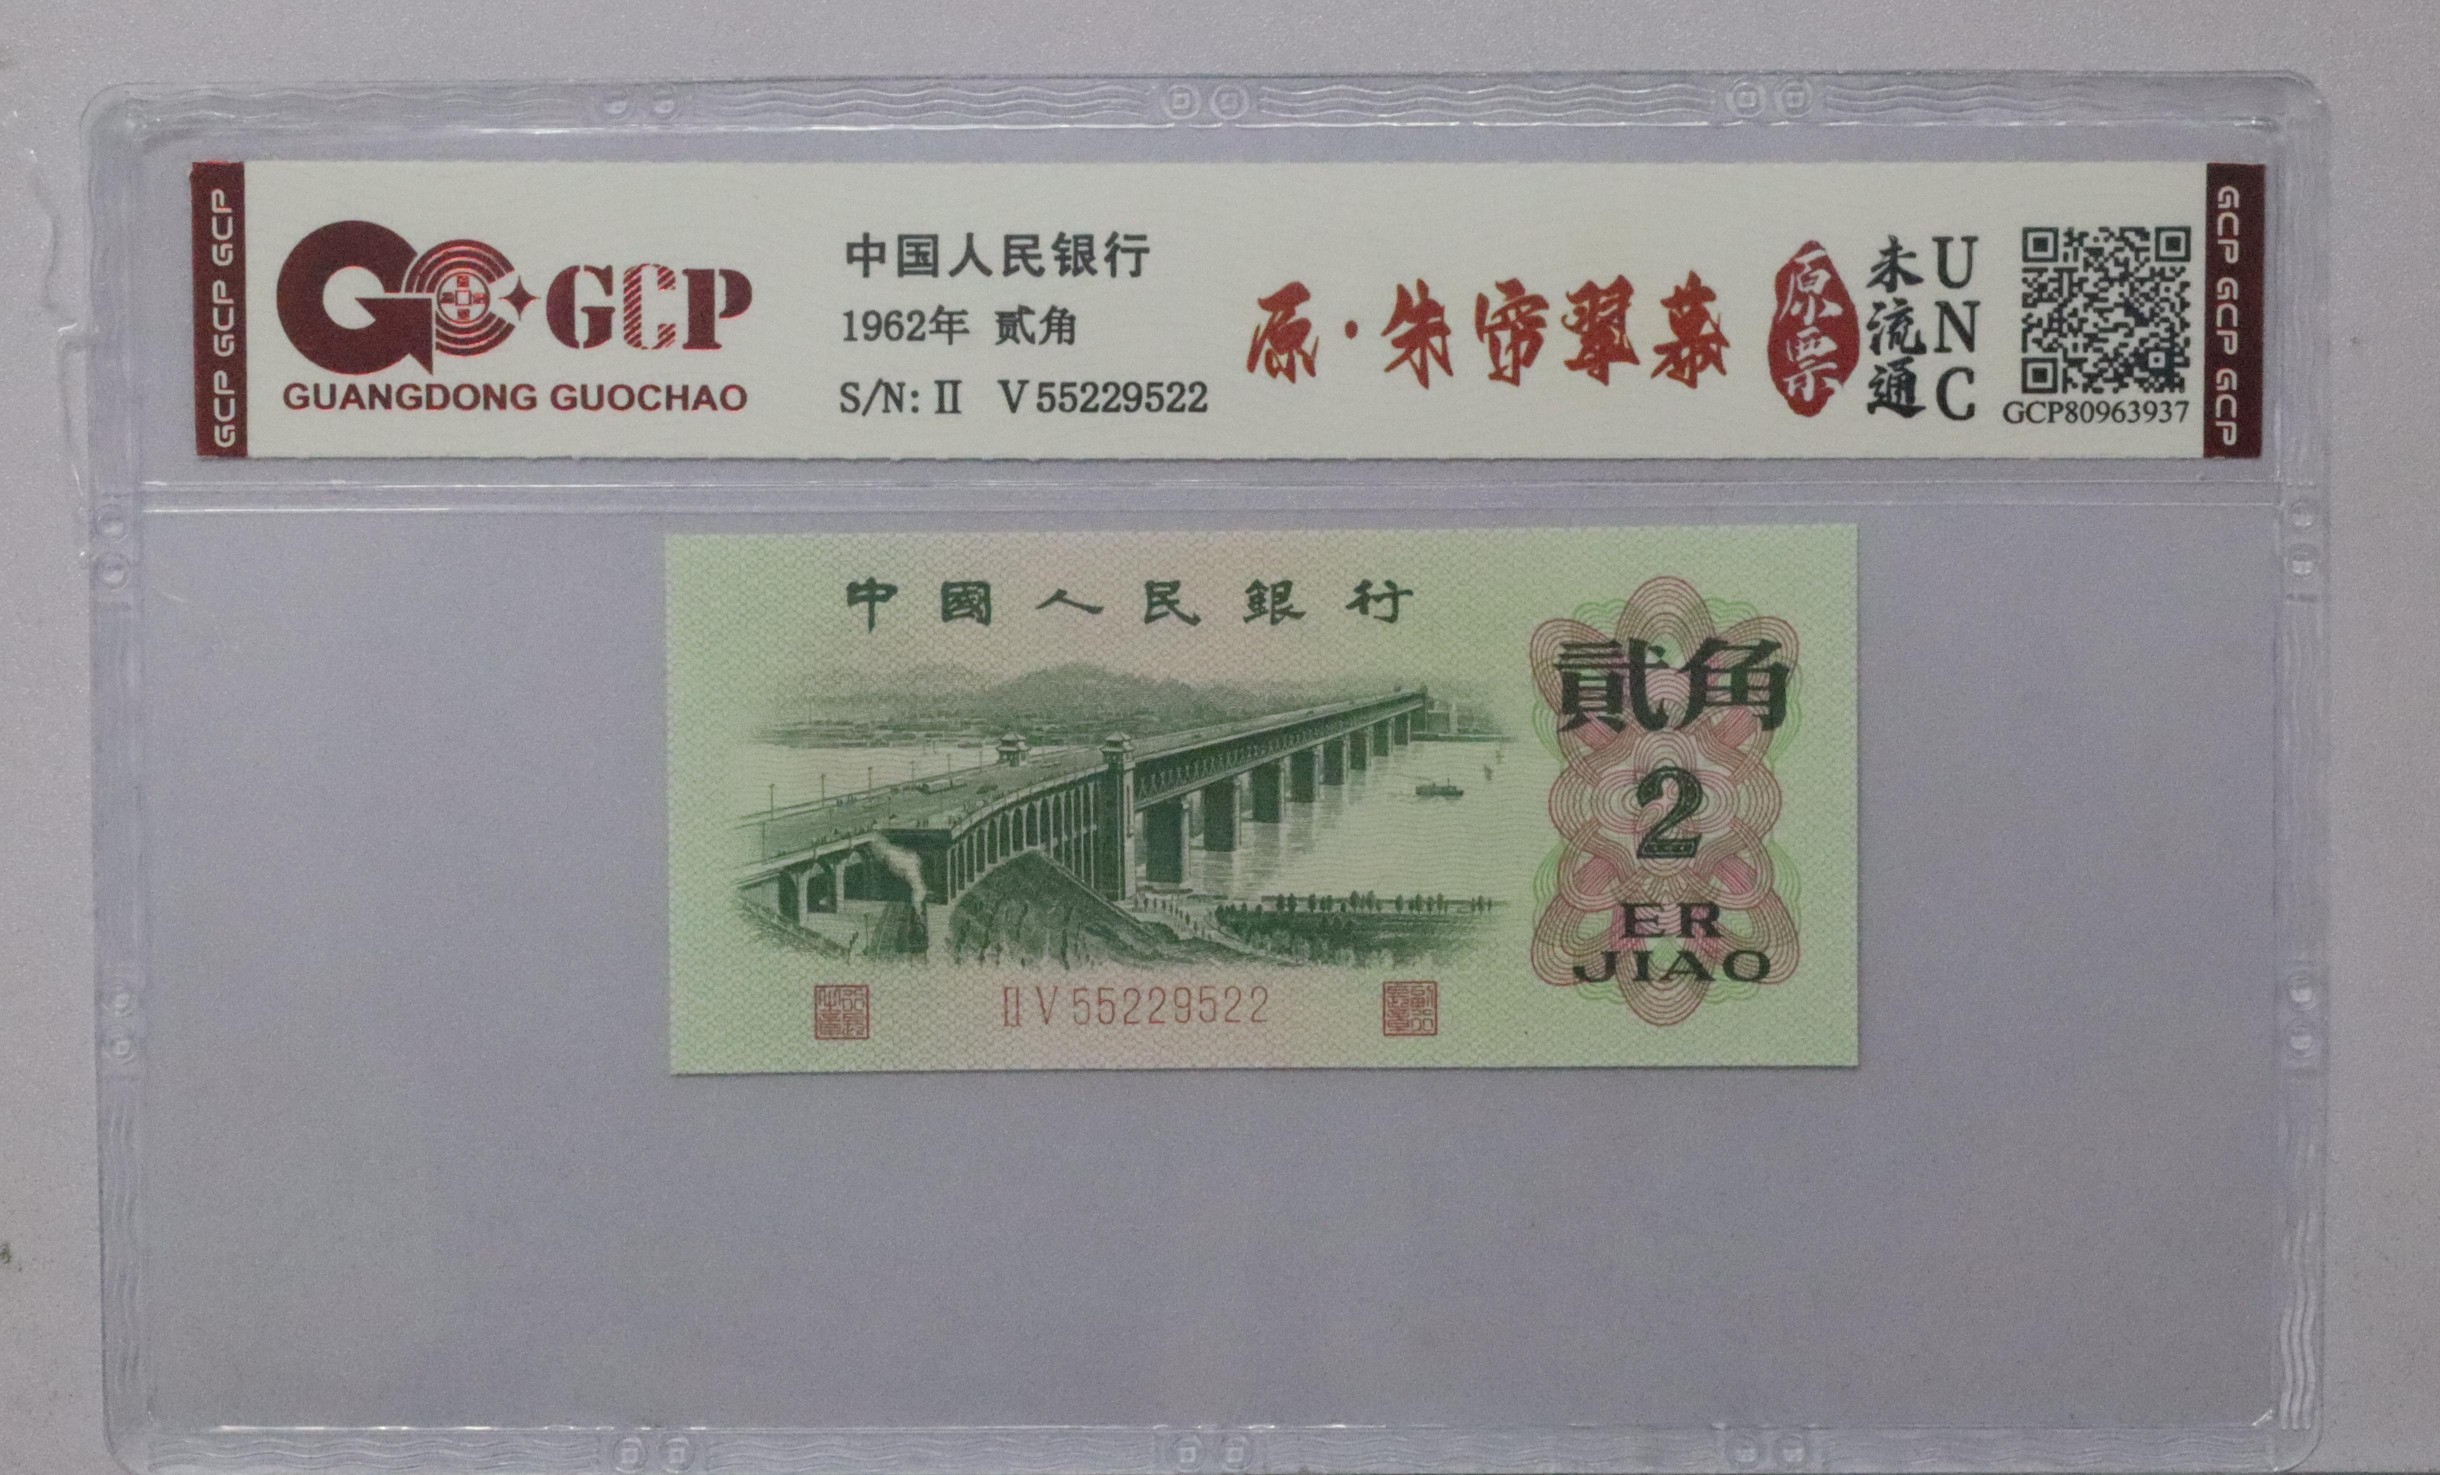 GCP GCP GCP
GCP
GUANGDONG GUOCHAO
中国人民银行
1962年 贰角
S/N: II V 55229522
原·朱帘翠幕
原票
未流通
UNC
GCP80963937
GCP GCP GCP
中國人民銀行
貳角
2
ER
JIAO
II V 55229522